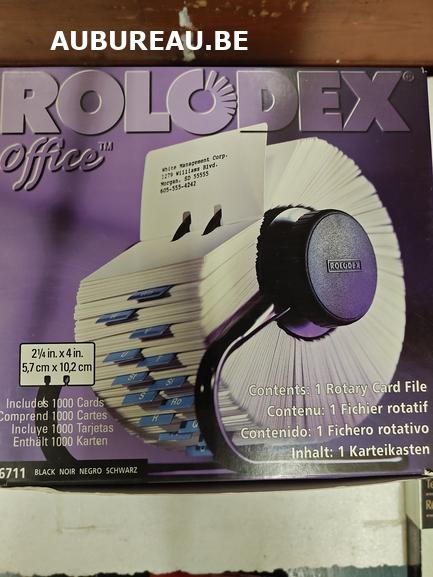 AUBUREAU.BE
ROLODEX®
Office™
White Management Corp.
1279 Williams Blvd.
Morgan, SD 55555
605-555-4242
ROLODEX
2¼ in. x 4 in.
5,7 cm x 10,2 cm
Includes 1000 Cards
Comprend 1000 Cartes
Incluye 1000 Tarjetas
Enthält 1000 Karten
Contents: 1 Rotary Card File
Contenu: 1 Fichier rotatif
Contenido: 1 Fichero rotativo
Inhalt: 1 Karteikasten
6711 BLACK NOIR NEGRO SCHWARZ